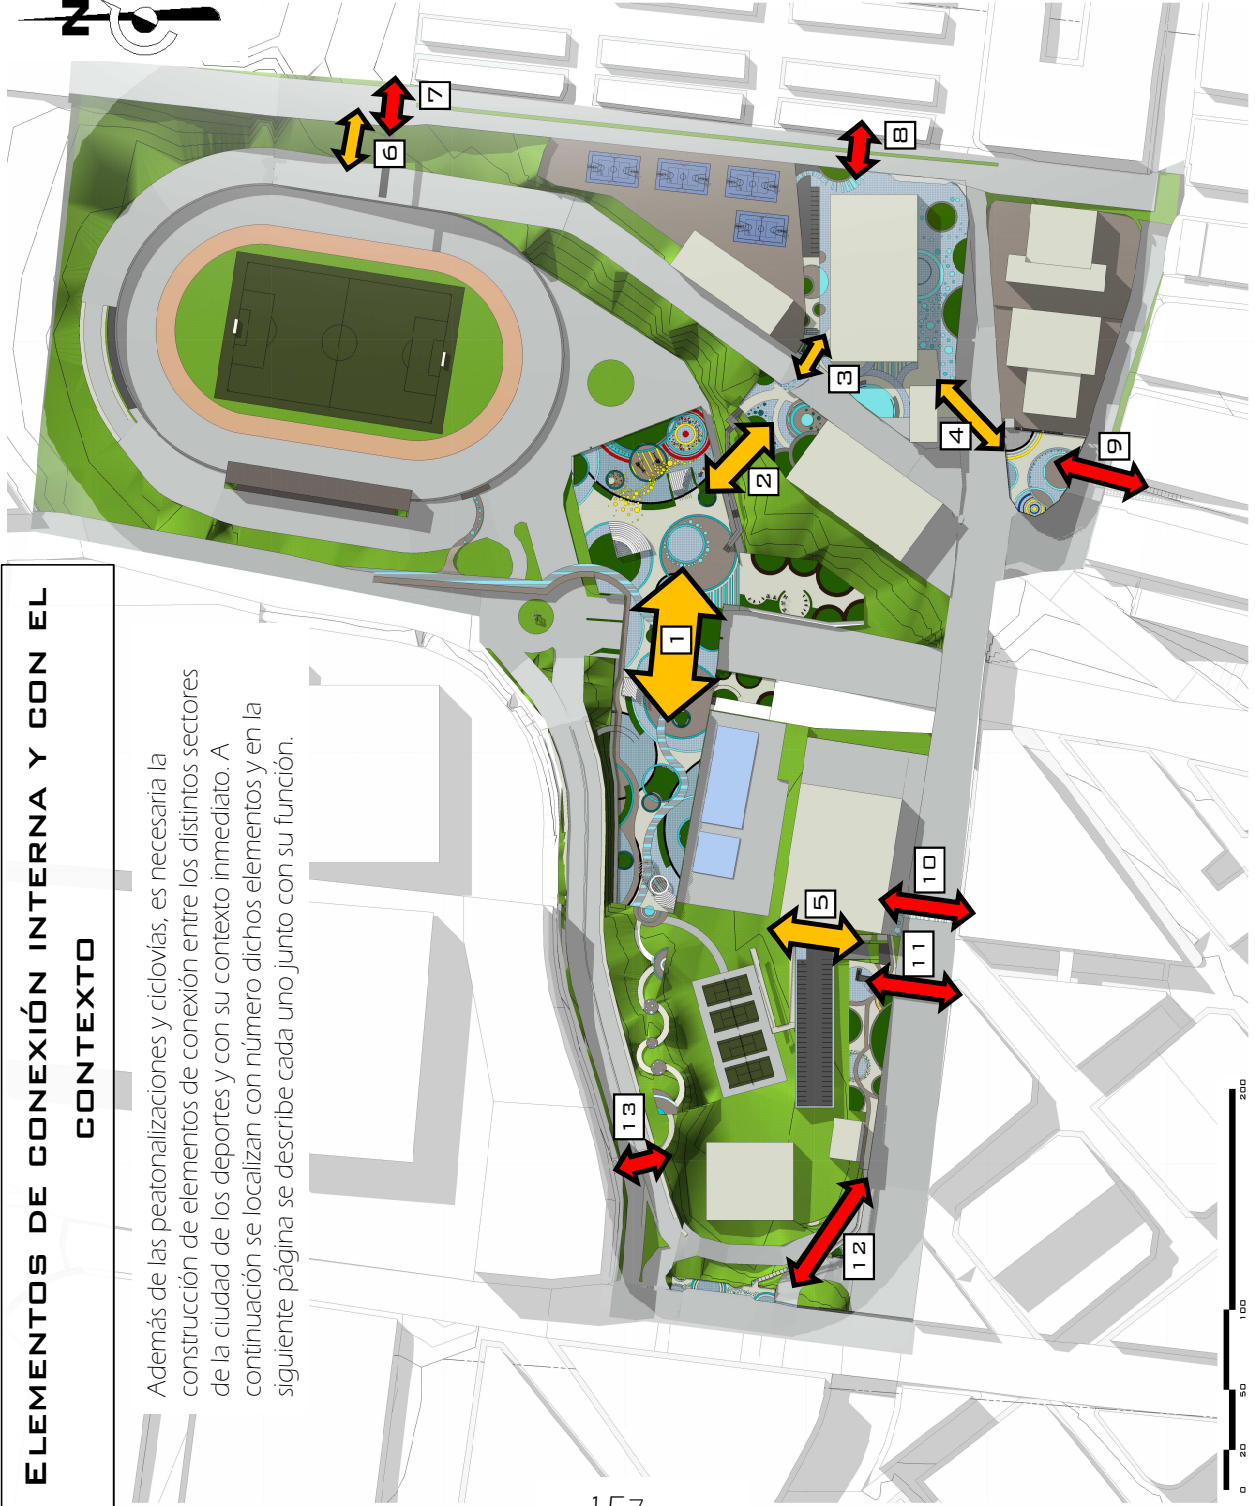 ELEMENTOS DE CONEXIÓN INTERNA Y CON EL
CONTEXTO
Además de las peatonalizaciones y ciclovías, es necesaria la
construcción de elementos de conexión entre los distintos sectores
de la ciudad de los deportes y con su contexto inmediato. A
continuación se localizan con número dichos elementos y en la
siguiente página se describe cada uno junto con su función.
N
7
6
8
3
4
2
9
1
5
10
11
13
12
0 20 50 100 200